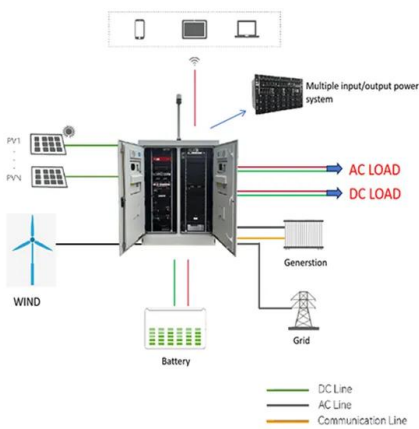 Multiple input/output power
system
PV1
PVN
AC LOAD
DC LOAD
WIND
Generstion
Grid
Battery
DC Line
AC Line
Communication Line